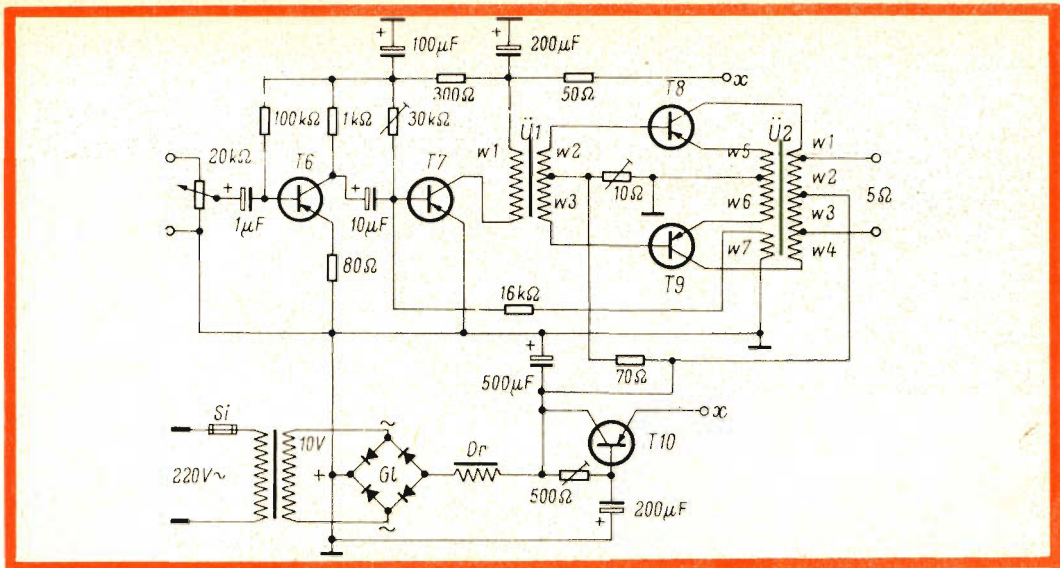 +
100µF
+
200µF
300Ω
50Ω
x
T8
100kΩ
1kΩ
30kΩ
Ü1
Ü2
20kΩ
T6
T7
w1
w2
w5
w1
w2
+
1µF
+
10µF
w3
10Ω
w6
w3
5Ω
80Ω
w7
w4
T9
16kΩ
+
500µF
70Ω
Si
10V
~
x
T10
220V~
+
Gl
Dr
500Ω
~
+
200µF